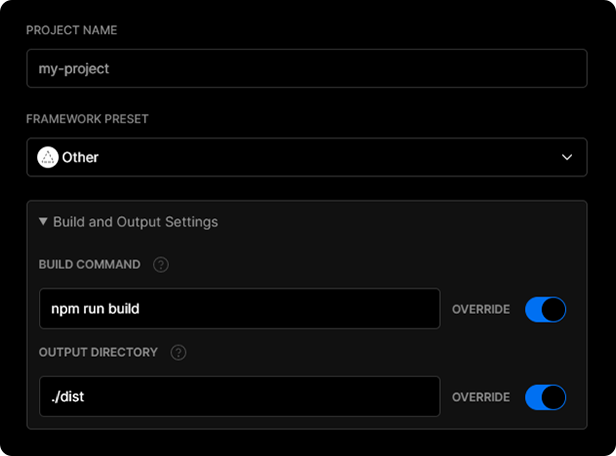 PROJECT NAME
my-project
FRAMEWORK PRESET
Other
Build and Output Settings
BUILD COMMAND ?
npm run build OVERRIDE
OUTPUT DIRECTORY ?
./dist OVERRIDE